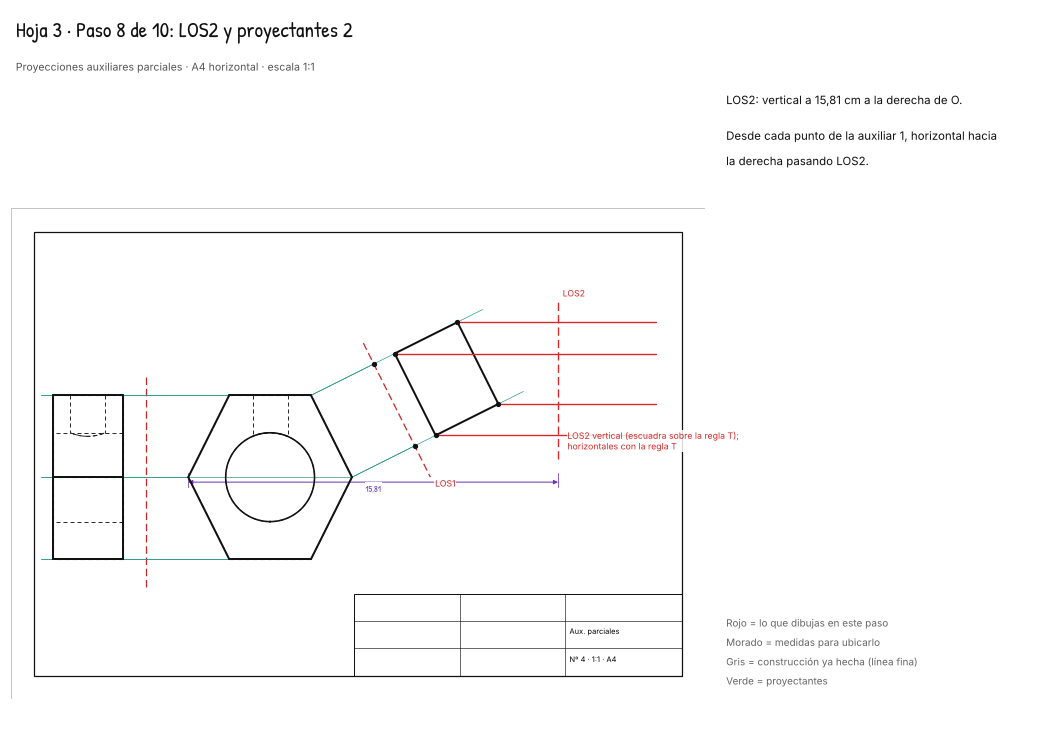 Hoja 3 · Paso 8 de 10: LOS2 y proyectantes 2
Proyecciones auxiliares parciales · A4 horizontal · escala 1:1
LOS2: vertical a 15,81 cm a la derecha de O.
Desde cada punto de la auxiliar 1, horizontal hacia
la derecha pasando LOS2.
LOS2
LOS2 vertical (escuadra sobre la regla T);
horizontales con la regla T
LOS1
15,81
Aux. parciales
Nº 4 · 1:1 · A4
Rojo = lo que dibujas en este paso
Morado = medidas para ubicarlo
Gris = construcción ya hecha (línea fina)
Verde = proyectantes